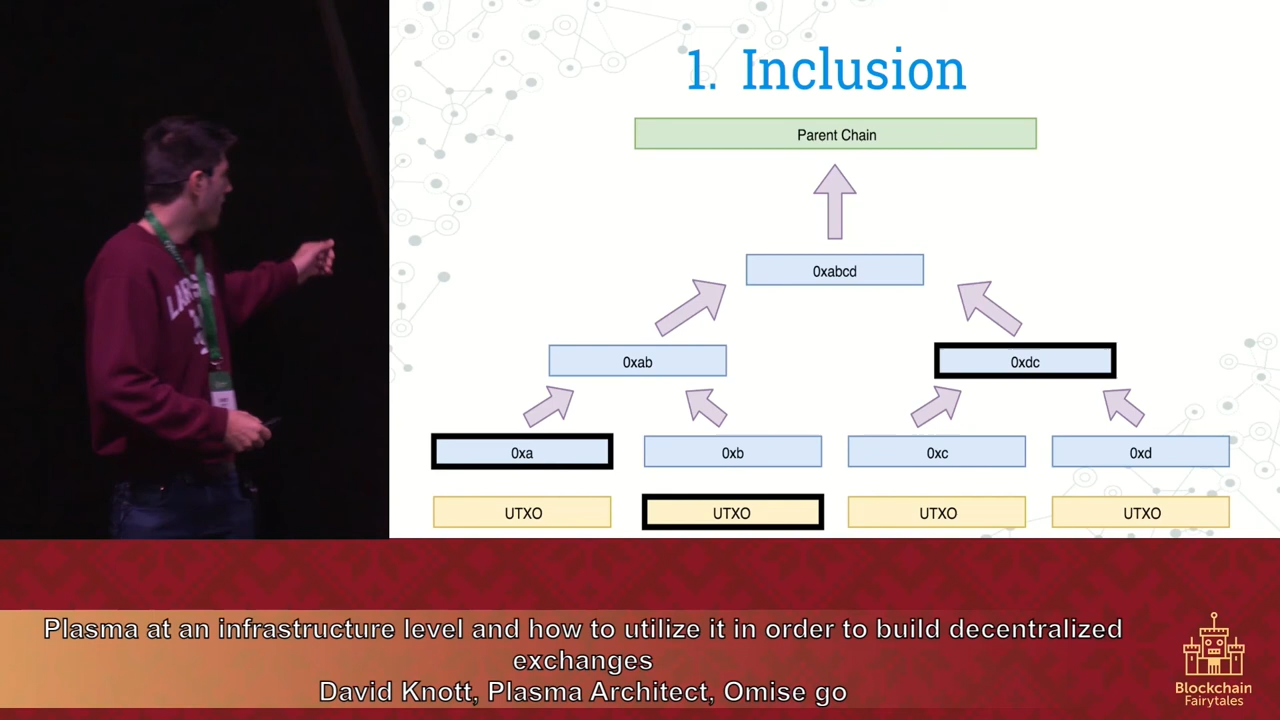 1. Inclusion
Parent Chain
0xabcd
0xab
0xdc
0xa
0xb
0xc
0xd
UTXO
UTXO
UTXO
UTXO
Plasma at an infrastructure level and how to utilize it in order to build decentralized
exchanges
David Knott, Plasma Architect, Omise go
Blockchain
Fairytales